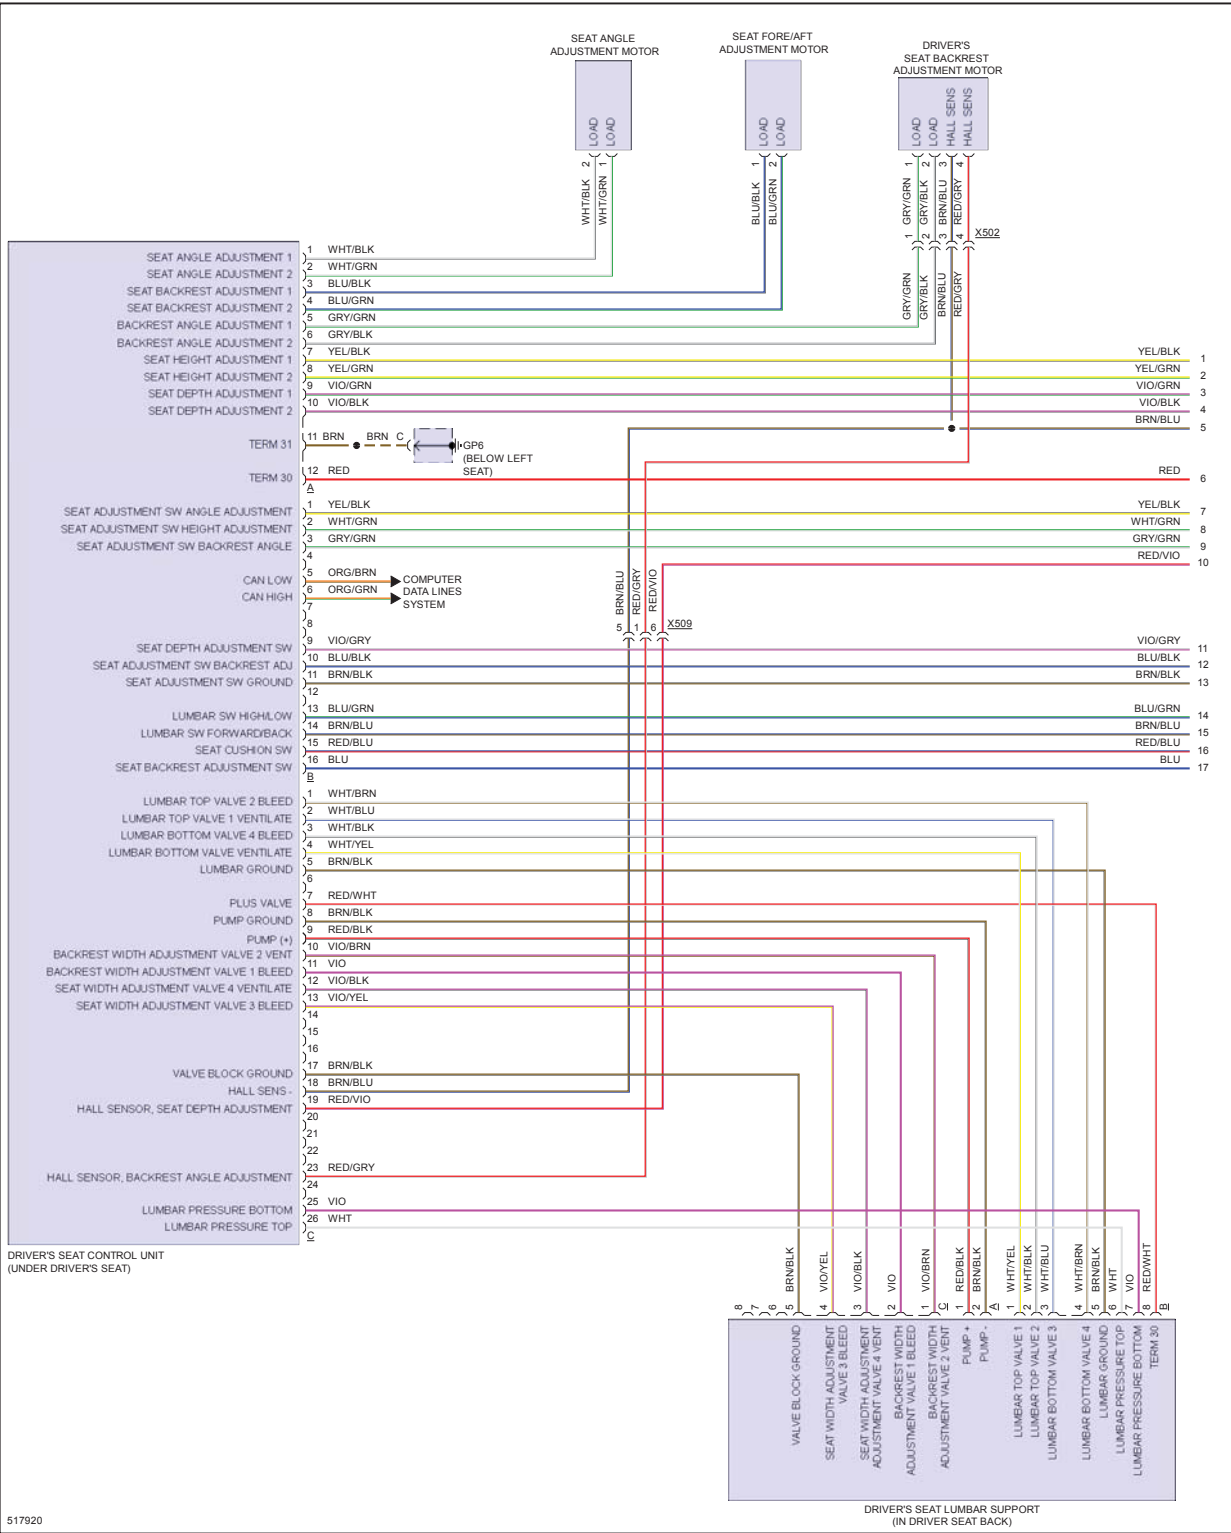 SEAT ANGLE
ADJUSTMENT MOTOR
SEAT FORE/AFT
ADJUSTMENT MOTOR
DRIVER'S
SEAT BACKREST
ADJUSTMENT MOTOR
LOAD
LOAD
LOAD
LOAD
LOAD
LOAD
HALL SENS
HALL SENS
2
1
1
2
1
2
3
4
WHT/BLK
WHT/GRN
BLU/BLK
BLU/GRN
GRY/GRN
GRY/BLK
BRN/BLU
RED/GRY
1
2
3
4
X502
GRY/GRN
GRY/BLK
BRN/BLU
RED/GRY
SEAT ANGLE ADJUSTMENT 1 1 WHT/BLK
SEAT ANGLE ADJUSTMENT 2 2 WHT/GRN
SEAT BACKREST ADJUSTMENT 1 3 BLU/BLK
SEAT BACKREST ADJUSTMENT 2 4 BLU/GRN
BACKREST ANGLE ADJUSTMENT 1 5 GRY/GRN
BACKREST ANGLE ADJUSTMENT 2 6 GRY/BLK
SEAT HEIGHT ADJUSTMENT 1 7 YEL/BLK YEL/BLK 1
SEAT HEIGHT ADJUSTMENT 2 8 YEL/GRN YEL/GRN 2
SEAT DEPTH ADJUSTMENT 1 9 VIO/GRN VIO/GRN 3
SEAT DEPTH ADJUSTMENT 2 10 VIO/BLK VIO/BLK 4
BRN/BLU 5
TERM 31 11 BRN BRN C GP6
(BELOW LEFT
SEAT)
TERM 30 12 RED RED 6
A
SEAT ADJUSTMENT SW ANGLE ADJUSTMENT 1 YEL/BLK YEL/BLK 7
SEAT ADJUSTMENT SW HEIGHT ADJUSTMENT 2 WHT/GRN WHT/GRN 8
SEAT ADJUSTMENT SW BACKREST ANGLE 3 GRY/GRN GRY/GRN 9
4
RED/VIO 10
CAN LOW 5 ORG/BRN COMPUTER
DATA LINES
SYSTEM
CAN HIGH 6 ORG/GRN
7
8
BRN/BLU
RED/GRY
RED/VIO
5 1 6 X509
SEAT DEPTH ADJUSTMENT SW 9 VIO/GRY VIO/GRY 11
SEAT ADJUSTMENT SW BACKREST ADJ 10 BLU/BLK BLU/BLK 12
SEAT ADJUSTMENT SW GROUND 11 BRN/BLK BRN/BLK 13
12
LUMBAR SW HIGH/LOW 13 BLU/GRN BLU/GRN 14
LUMBAR SW FORWARD/BACK 14 BRN/BLU BRN/BLU 15
SEAT CUSHION SW 15 RED/BLU RED/BLU 16
SEAT BACKREST ADJUSTMENT SW 16 BLU BLU 17
B
LUMBAR TOP VALVE 2 BLEED 1 WHT/BRN
LUMBAR TOP VALVE 1 VENTILATE 2 WHT/BLU
LUMBAR BOTTOM VALVE 4 BLEED 3 WHT/BLK
LUMBAR BOTTOM VALVE VENTILATE 4 WHT/YEL
LUMBAR GROUND 5 BRN/BLK
6
PLUS VALVE 7 RED/WHT
PUMP GROUND 8 BRN/BLK
PUMP (+) 9 RED/BLK
BACKREST WIDTH ADJUSTMENT VALVE 2 VENT 10 VIO/BRN
BACKREST WIDTH ADJUSTMENT VALVE 1 BLEED 11 VIO
SEAT WIDTH ADJUSTMENT VALVE 4 VENTILATE 12 VIO/BLK
SEAT WIDTH ADJUSTMENT VALVE 3 BLEED 13 VIO/YEL
14
15
16
VALVE BLOCK GROUND 17 BRN/BLK
HALL SENS - 18 BRN/BLU
HALL SENSOR, SEAT DEPTH ADJUSTMENT 19 RED/VIO
20
21
22
HALL SENSOR, BACKREST ANGLE ADJUSTMENT 23 RED/GRY
24
LUMBAR PRESSURE BOTTOM 25 VIO
LUMBAR PRESSURE TOP 26 WHT
C
DRIVER'S SEAT CONTROL UNIT
(UNDER DRIVER'S SEAT)
BRN/BLK
VIO/YEL
VIO/BLK
VIO
VIO/BRN
RED/BLK
BRN/BLK
WHT/YEL
WHT/BLK
WHT/BLU
WHT/BRN
BRN/BLK
WHT
VIO
RED/WHT
8 7 6 5 4 3 2 1 C 1 2 A 1 2 3 4 5 6 7 8 B
VALVE BLOCK GROUND
SEAT WIDTH ADJUSTMENT
VALVE 3 BLEED
SEAT WIDTH ADJUSTMENT
ADJUSTMENT VALVE 4 VENT
BACKREST WIDTH
ADJUSTMENT VALVE 1 BLEED
BACKREST WIDTH
ADJUSTMENT VALVE 2 VENT
PUMP +
PUMP -
LUMBAR TOP VALVE 1
LUMBAR TOP VALVE 2
LUMBAR BOTTOM VALVE 3
LUMBAR BOTTOM VALVE 4
LUMBAR GROUND
LUMBAR PRESSURE TOP
LUMBAR PRESSURE BOTTOM
TERM 30
DRIVER'S SEAT LUMBAR SUPPORT
(IN DRIVER SEAT BACK)
517920